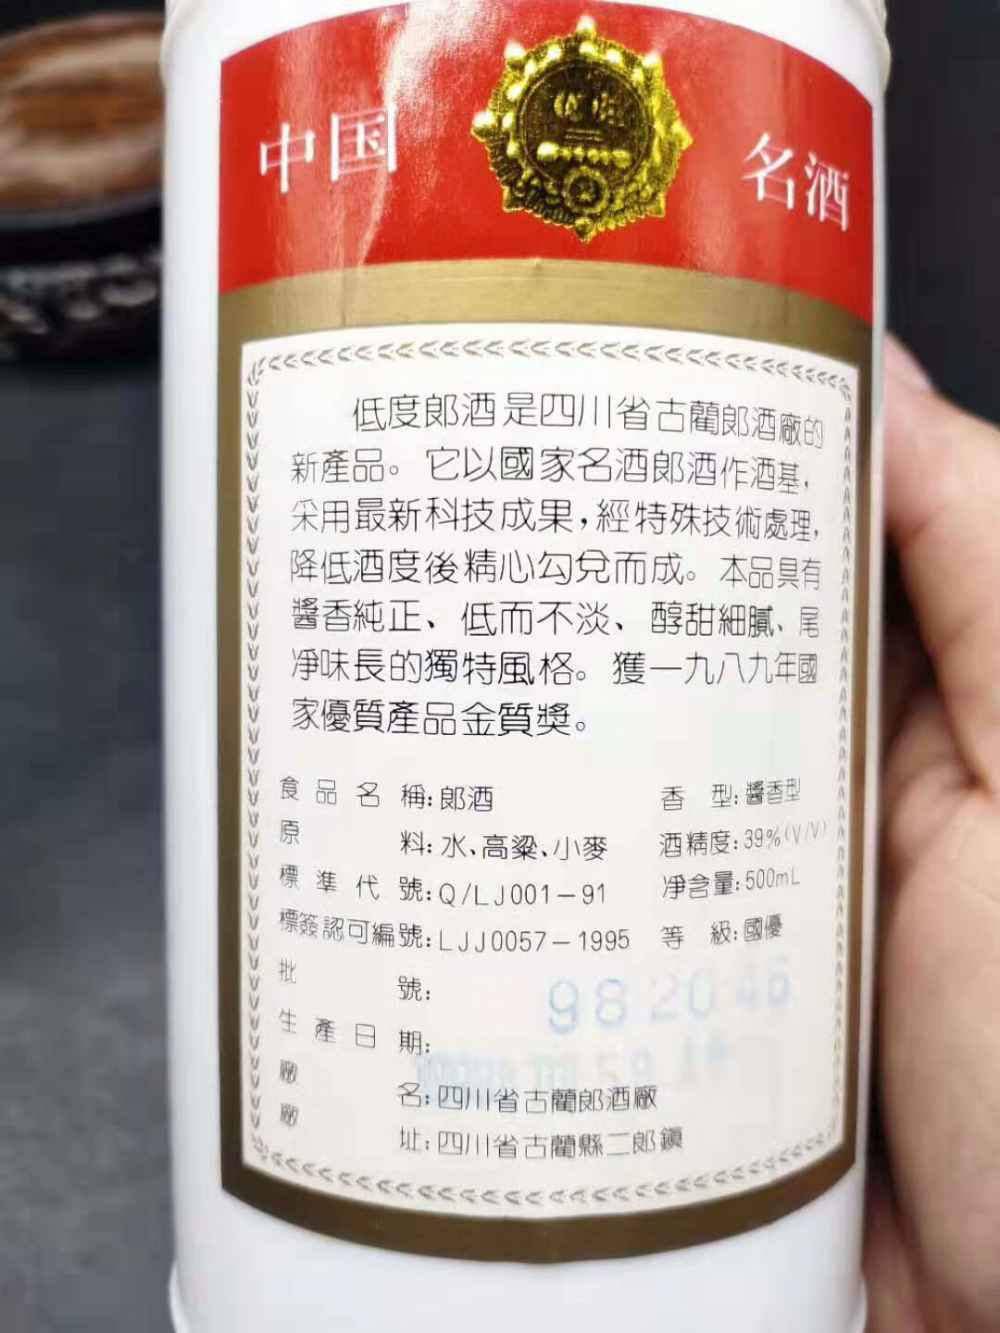 中国 名酒
低度郎酒是四川省古藺郎酒廠的
新產品。它以國家名酒郎酒作酒基,
采用最新科技成果,經特殊技術處理,
降低酒度後精心勾兌而成。本品具有
醬香純正、低而不淡、醇甜細膩、尾
凈味長的獨特風格。獲一九八九年國
家優質產品金質獎。
食品名稱:郎酒 香型:醬香型
原料:水、高粱、小麥 酒精度:39%(V/V)
標準代號:Q/LJ001-91 凈含量:500mL
標簽認可編號:LJJ0057-1995 等級:國優
批號: 98 20 46
生產日期:
廠名:四川省古藺郎酒廠
廠址:四川省古藺縣二郎鎮